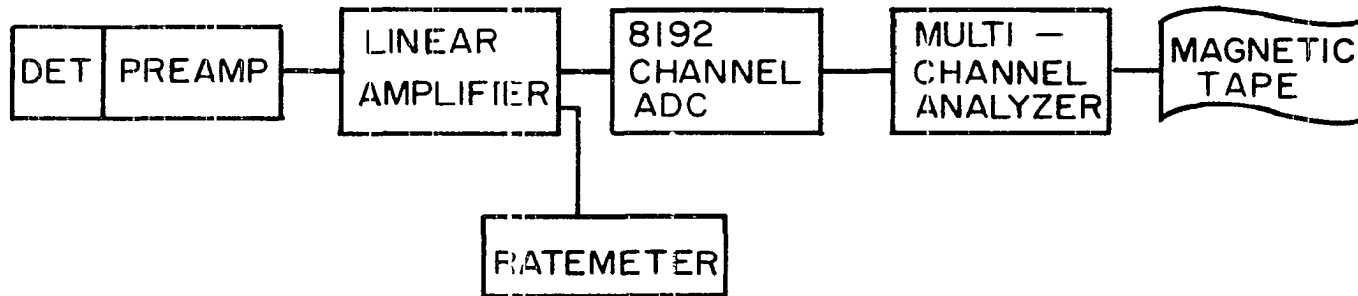 DET
PREAMP
LINEAR
AMPLIFIER
8192
CHANNEL
ADC
MULTI —
CHANNEL
ANALYZER
MAGNETIC
TAPE
RATEMETER